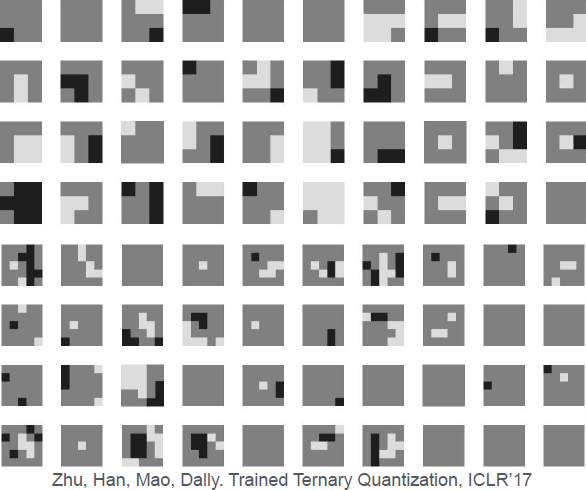 Zhu, Han, Mao, Dally. Trained Ternary Quantization, ICLR’17